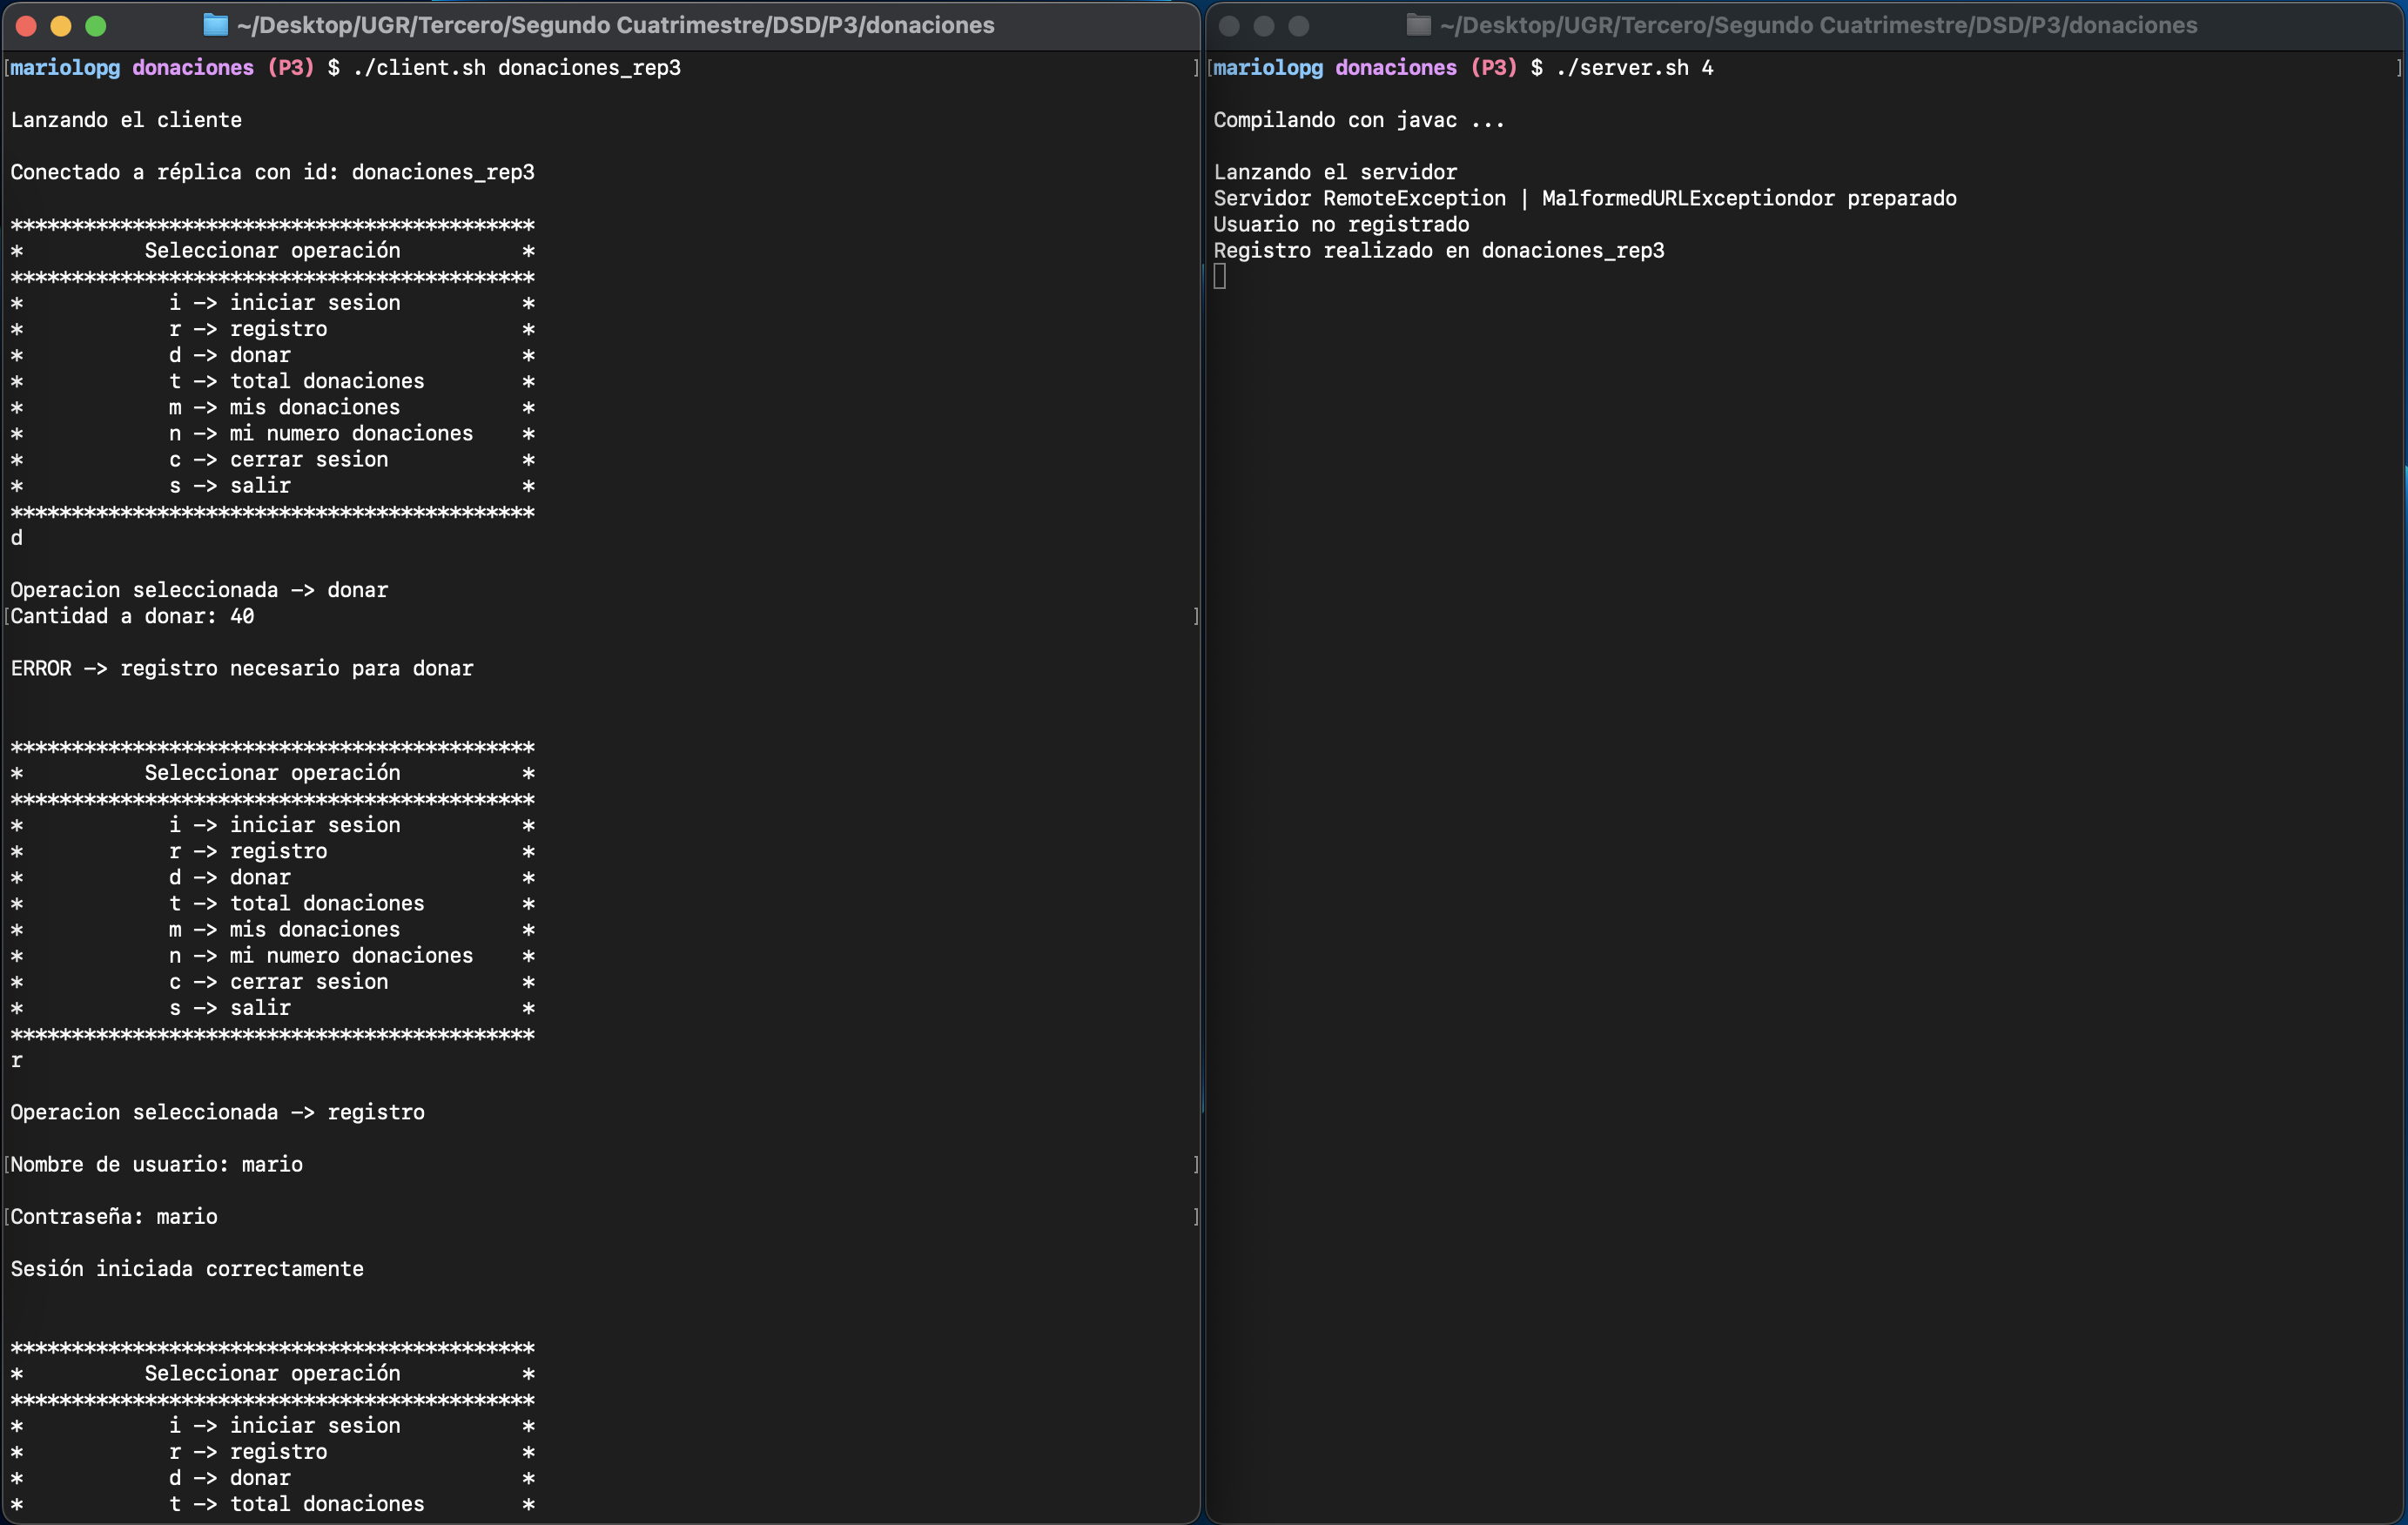 ~/Desktop/UGR/Tercero/Segundo Cuatrimestre/DSD/P3/donaciones
[mariolopg donaciones (P3) $ ./client.sh donaciones_rep3 ]
Lanzando el cliente
Conectado a réplica con id: donaciones_rep3
*******************************************
* Seleccionar operación *
*******************************************
* i -> iniciar sesion *
* r -> registro *
* d -> donar *
* t -> total donaciones *
* m -> mis donaciones *
* n -> mi numero donaciones *
* c -> cerrar sesion *
* s -> salir *
*******************************************
d
Operacion seleccionada -> donar
[Cantidad a donar: 40 ]
ERROR -> registro necesario para donar
*******************************************
* Seleccionar operación *
*******************************************
* i -> iniciar sesion *
* r -> registro *
* d -> donar *
* t -> total donaciones *
* m -> mis donaciones *
* n -> mi numero donaciones *
* c -> cerrar sesion *
* s -> salir *
*******************************************
r
Operacion seleccionada -> registro
[Nombre de usuario: mario ]
[Contraseña: mario ]
Sesión iniciada correctamente
*******************************************
* Seleccionar operación *
*******************************************
* i -> iniciar sesion *
* r -> registro *
* d -> donar *
* t -> total donaciones *
~/Desktop/UGR/Tercero/Segundo Cuatrimestre/DSD/P3/donaciones
[mariolopg donaciones (P3) $ ./server.sh 4 ]
Compilando con javac ...
Lanzando el servidor
Servidor RemoteException | MalformedURLExceptiondor preparado
Usuario no registrado
Registro realizado en donaciones_rep3